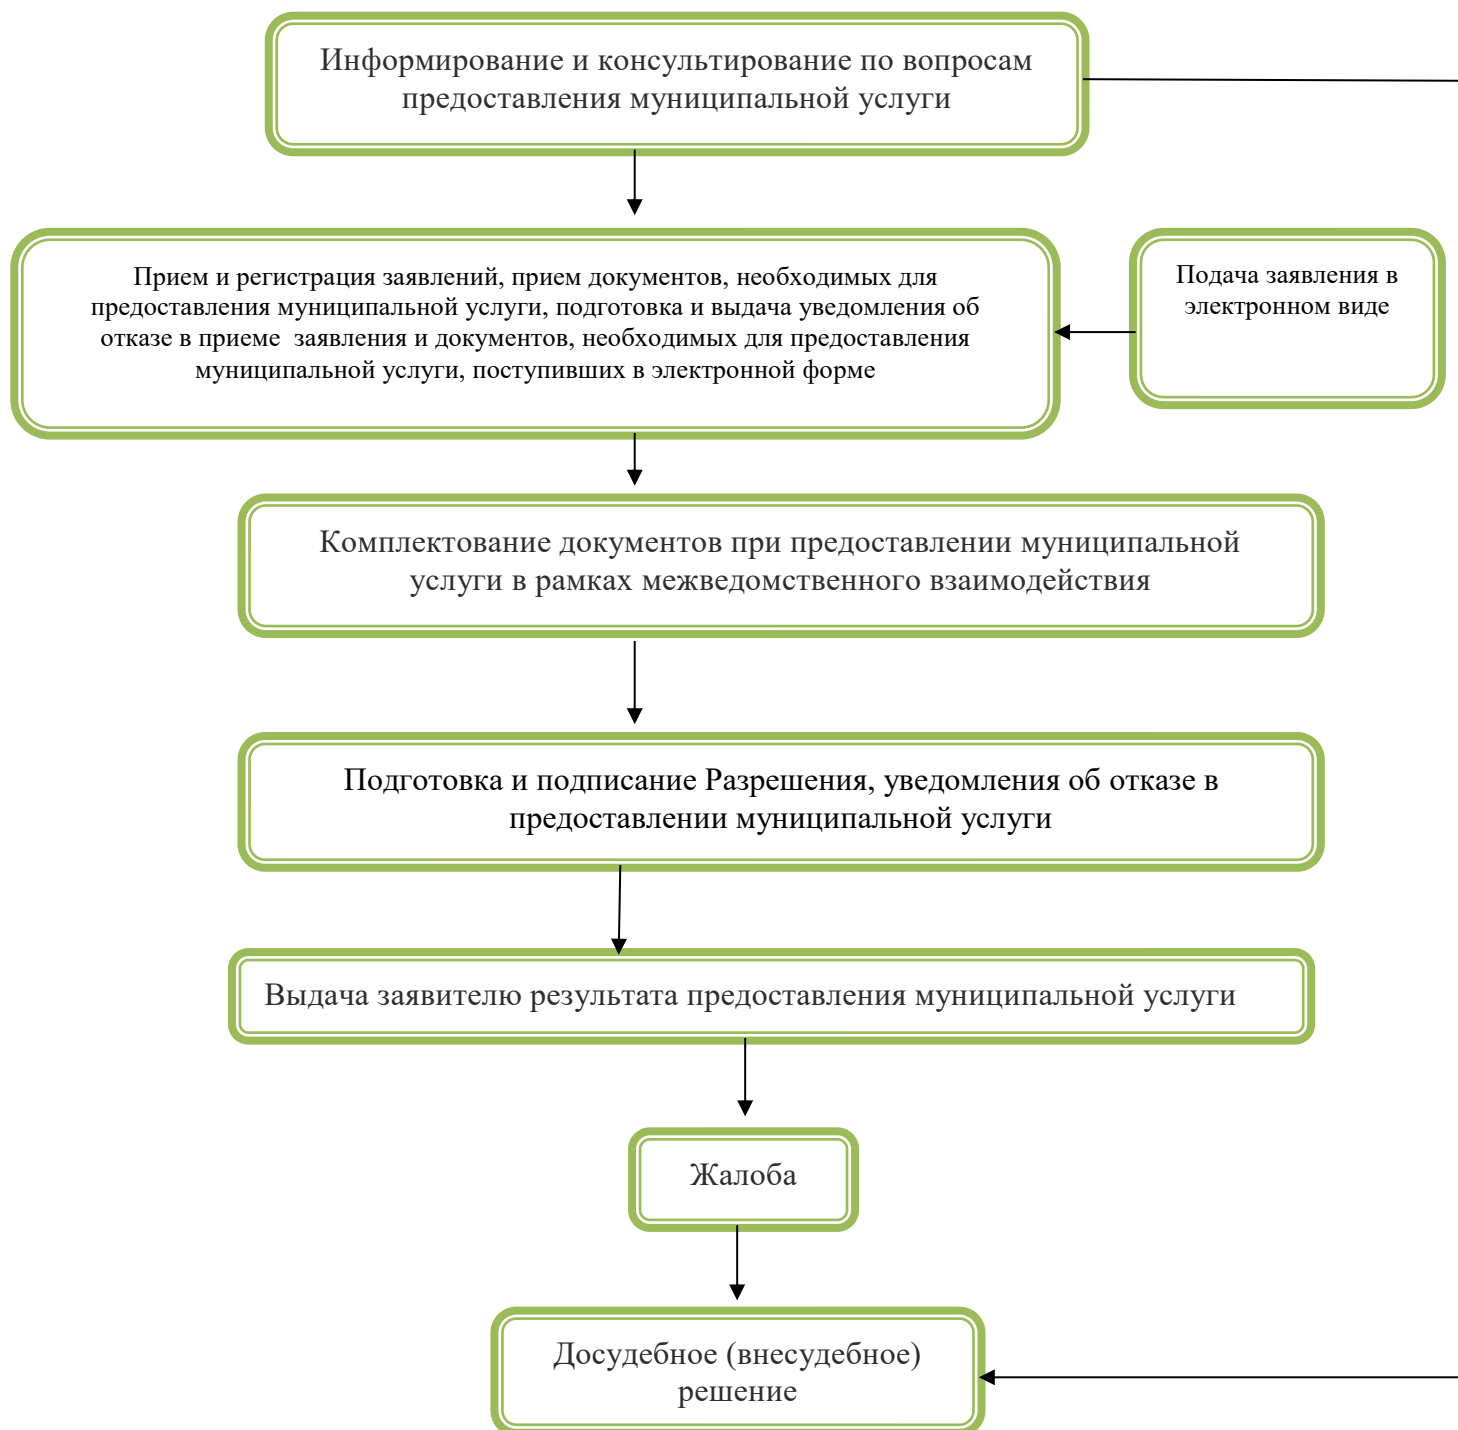 Информирование и консультирование по вопросам
предоставления муниципальной услуги
Прием и регистрация заявлений, прием документов, необходимых для
предоставления муниципальной услуги, подготовка и выдача уведомления об
отказе в приеме  заявления и документов, необходимых для предоставления
муниципальной услуги, поступивших в электронной форме
Подача заявления в
электронном виде
Комплектование документов при предоставлении муниципальной
услуги в рамках межведомственного взаимодействия
Подготовка и подписание Разрешения, уведомления об отказе в
предоставлении муниципальной услуги
Выдача заявителю результата предоставления муниципальной услуги
Жалоба
Досудебное (внесудебное)
решение